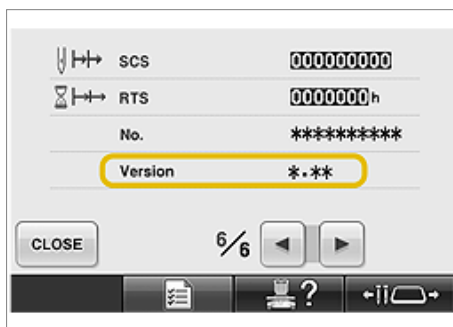 SCS 000000000
RTS 0000000h
No. **********
Version *.**
CLOSE 6/6
?